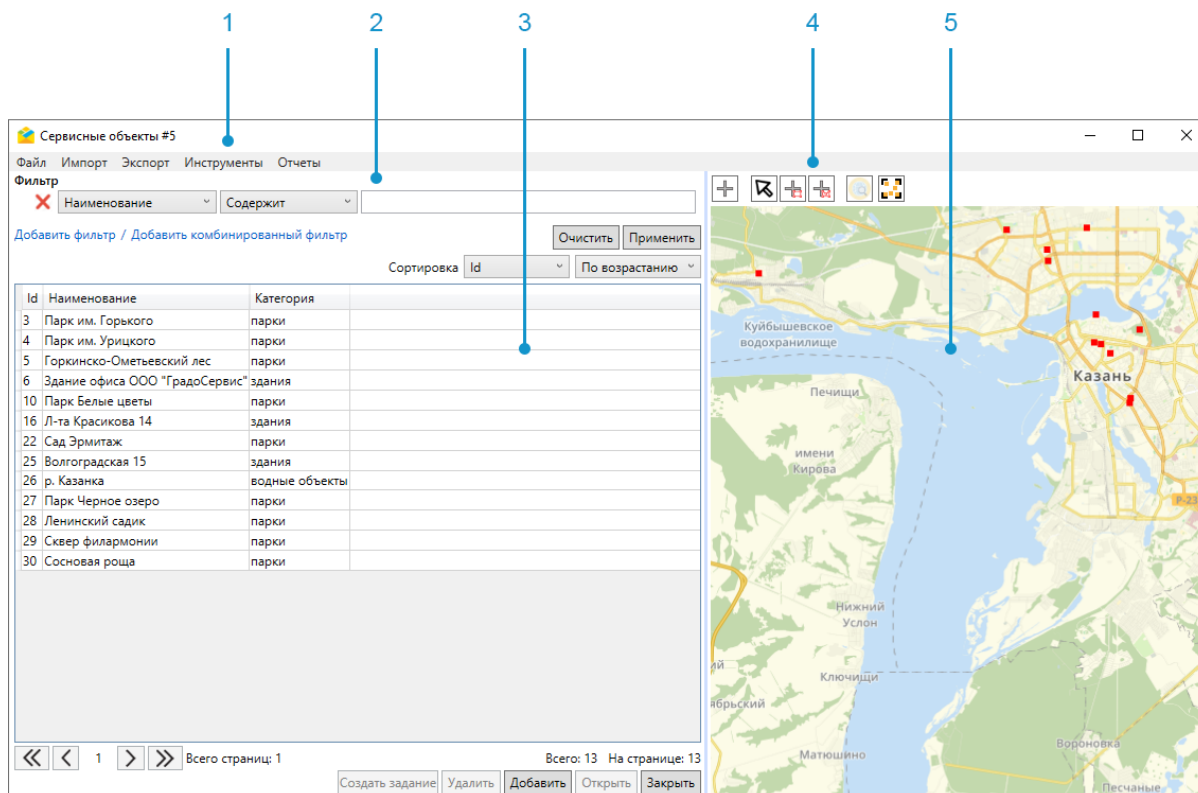 1 2 3 4 5
Сервисные объекты #5
Файл Импорт Экспорт Инструменты Отчеты
Фильтр
Наименование Содержит
Добавить фильтр / Добавить комбинированный фильтр Очистить Применить
Сортировка Id По возрастанию
Id Наименование Категория
3 Парк им. Горького парки
4 Парк им. Урицкого парки
5 Горкинско-Ометьевский лес парки
6 Здание офиса ООО "ГрадоСервис" здания
10 Парк Белые цветы парки
16 Л-та Красикова 14 здания
22 Сад Эрмитаж парки
25 Волгоградская 15 здания
26 р. Казанка водные объекты
27 Парк Черное озеро парки
28 Ленинский садик парки
29 Сквер филармонии парки
30 Сосновая роща парки
1 Всего страниц: 1 Всего: 13 На странице: 13
Создать задание Удалить Добавить Открыть Закрыть
Куйбышевское
водохранилище
Казань
Печищи
имени
Кирова
Р-23
Нижний
Услон
ий
Ключищи
ябрьский
Вороновка
Матюшино
Песчаные